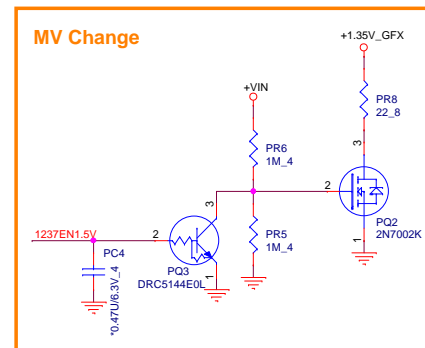 MV Change
+1.35V_GFX
+VIN
PR8
22_8
PR6
1M_4
3
3
2
PQ2
2N7002K
1
1237EN1.5V
2
PR5
1M_4
PC4
*0.47U/6.3V_4
PQ3
DRC5144E0L
1